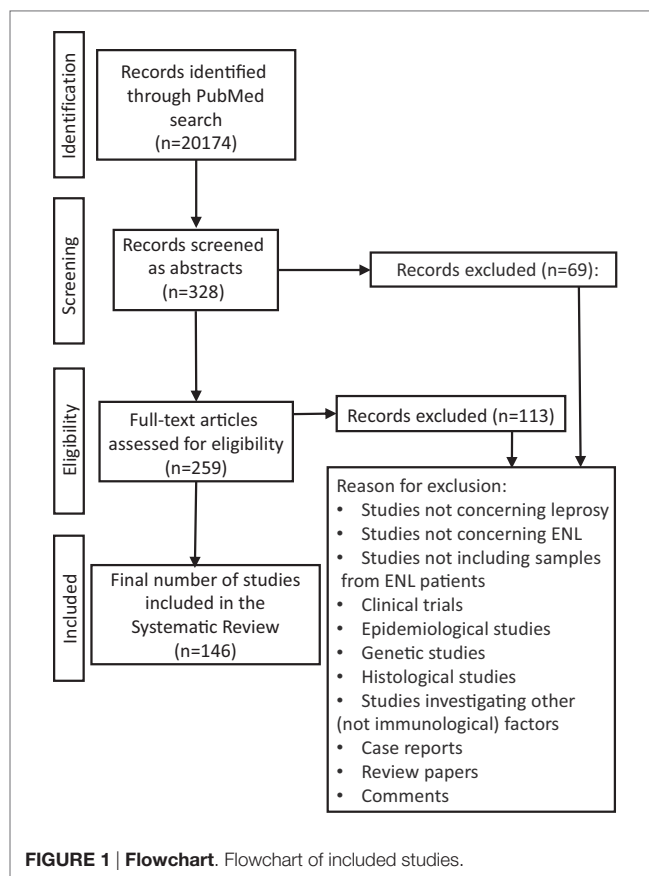 Identification
Records identified
through PubMed
search
(n=20174)
Screening
Records screened
as abstracts
(n=328)
Records excluded (n=69):
Eligibility
Full-text articles
assessed for eligibility
(n=259)
Records excluded (n=113)
Included
Final number of studies
included in the
Systematic Review
(n=146)
Reason for exclusion:
• Studies not concerning leprosy
• Studies not concerning ENL
• Studies not including samples
from ENL patients
• Clinical trials
• Epidemiological studies
• Genetic studies
• Histological studies
• Studies investigating other
(not immunological) factors
• Case reports
• Review papers
• Comments
FIGURE 1 | Flowchart. Flowchart of included studies.